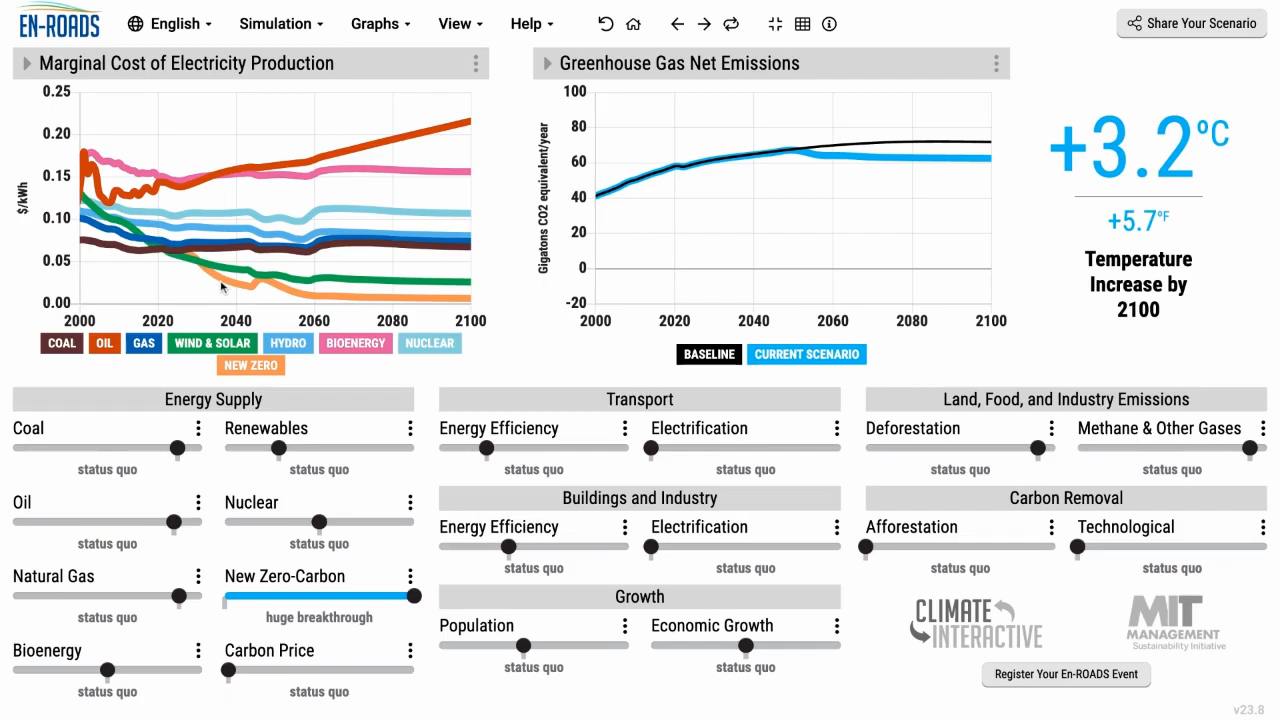 EN-ROADS
English
Simulation
Graphs
View
Help
Share Your Scenario
Marginal Cost of Electricity Production
0.25
0.20
0.15
0.10
0.05
0.00
$/kWh
2000 2020 2040 2060 2080 2100
COAL OIL GAS WIND & SOLAR HYDRO BIOENERGY NUCLEAR
NEW ZERO
Greenhouse Gas Net Emissions
100
80
60
40
20
0
-20
Gigatons CO2 equivalent/year
2000 2020 2040 2060 2080 2100
BASELINE CURRENT SCENARIO
+3.2°C
+5.7°F
Temperature
Increase by
2100
Energy Supply
Coal
status quo
Renewables
status quo
Oil
status quo
Nuclear
status quo
Natural Gas
status quo
New Zero-Carbon
huge breakthrough
Bioenergy
status quo
Carbon Price
status quo
Transport
Energy Efficiency
status quo
Electrification
status quo
Buildings and Industry
Energy Efficiency
status quo
Electrification
status quo
Growth
Population
status quo
Economic Growth
status quo
Land, Food, and Industry Emissions
Deforestation
status quo
Methane & Other Gases
status quo
Carbon Removal
Afforestation
status quo
Technological
status quo
CLIMATE
INTERACTIVE
MIT
MANAGEMENT
Sustainability Initiative
Register Your En-ROADS Event
v23.8